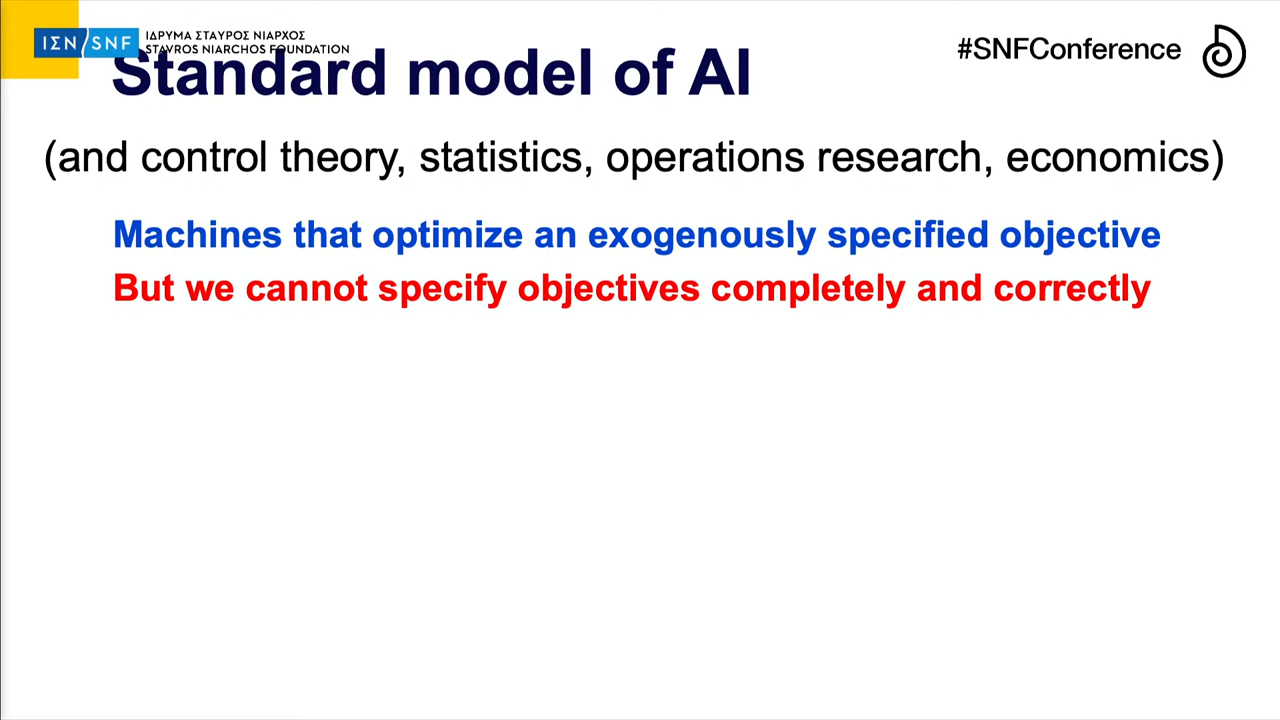 ΙΣΝ/SNF
ΙΔΡΥΜΑ ΣΤΑΥΡΟΣ ΝΙΑΡΧΟΣ
STAVROS NIARCHOS FOUNDATION
#SNFConference
Standard model of AI
(and control theory, statistics, operations research, economics)
Machines that optimize an exogenously specified objective
But we cannot specify objectives completely and correctly